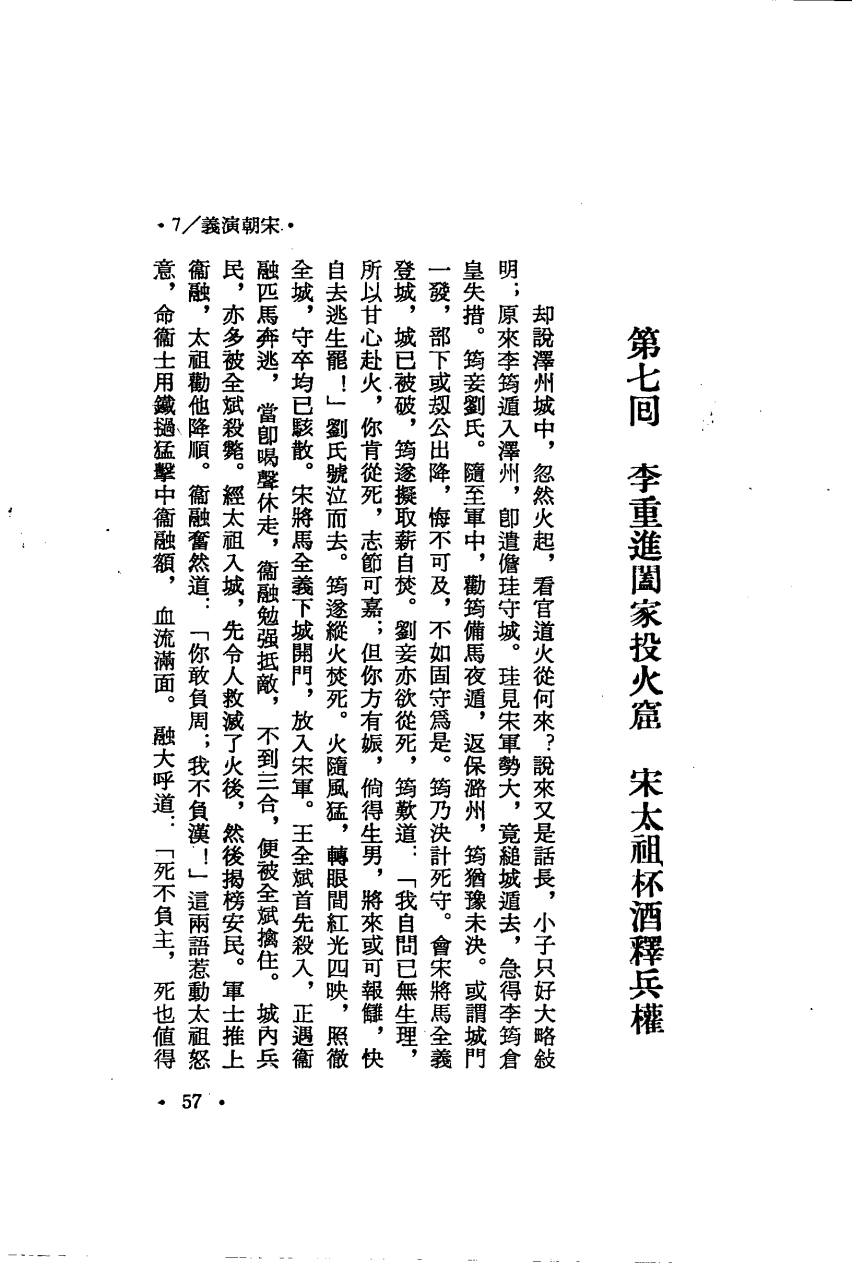 第七回　李重進闔家投火窟　宋太祖杯酒釋兵權
却說澤州城中，忽然火起，看官道火從何來？說來又是話長，小子只好大略敍
明；原來李筠遁入澤州，卽遣儋珪守城。珪見宋軍勢大，竟縋城遁去，急得李筠倉
皇失措。筠妾劉氏。隨至軍中，勸筠備馬夜遁，返保潞州，筠猶豫未決。或謂城門
一發，部下或刼公出降，悔不可及，不如固守爲是。筠乃決計死守。會宋將馬全義
登城，城已被破，筠遂擬取薪自焚。劉妾亦欲從死，筠歎道：「我自問已無生理，
所以甘心赴火，你肯從死，志節可嘉；但你方有娠，倘得生男，將來或可報讎，快
自去逃生罷！」劉氏號泣而去。筠遂縱火焚死。火隨風猛，轉眼間紅光四映，照徹
全城，守卒均已駭散。宋將馬全義下城開門，放入宋軍。王全斌首先殺入，正遇衞
融匹馬奔逃，當卽喝聲休走，衞融勉强抵敵，不到三合，便被全斌擒住。城內兵
民，亦多被全斌殺斃。經太祖入城，先令人救滅了火後，然後揭榜安民。軍士推上
衞融，太祖勸他降順。衞融奮然道：「你敢負周；我不負漢！」這兩語惹動太祖怒
意，命衞士用鐵撾猛擊中衞融額，血流滿面。融大呼道：「死不負主，死也值得
•7／義演朝宋•
• 57 •